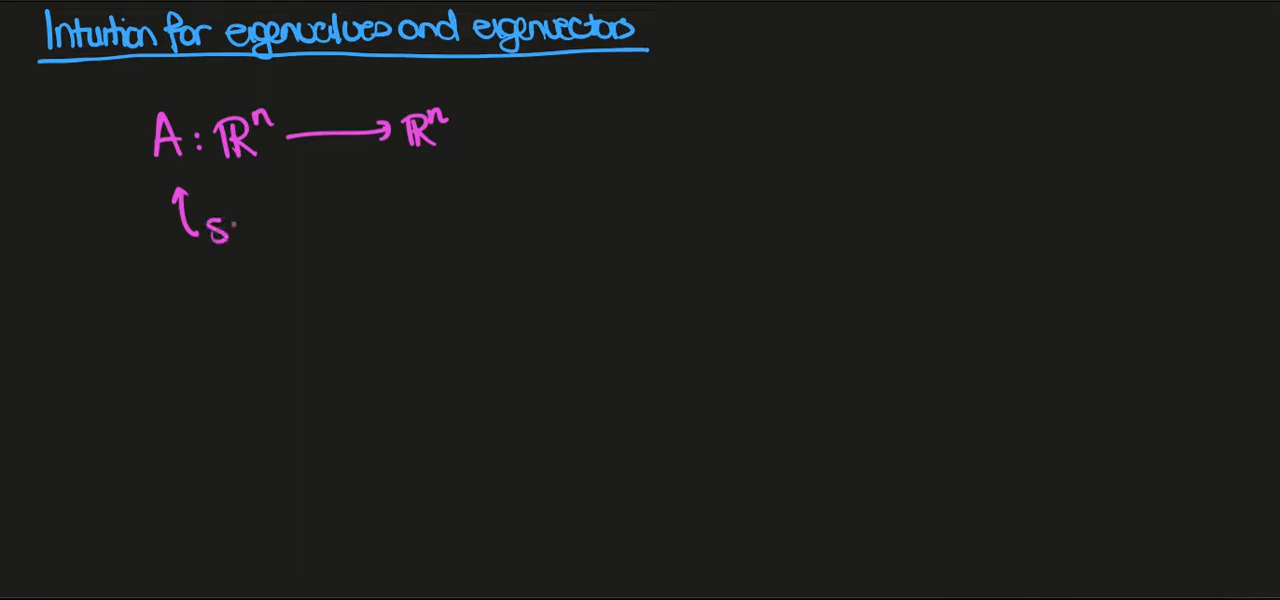 Intuition for eigenvalues and eigenvectors
A : ℝⁿ ⟶ ℝⁿ
s